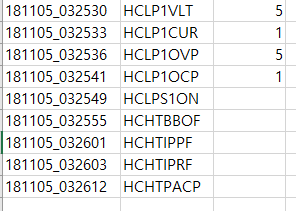 181105_032530 HCLP1VLT 5
181105_032533 HCLP1CUR 1
181105_032536 HCLP1OVP 5
181105_032541 HCLP1OCP 1
181105_032549 HCLPS1ON
181105_032555 HCHTBBOF
181105_032601 HCHTIPPF
181105_032603 HCHTIPRF
181105_032612 HCHTPACP